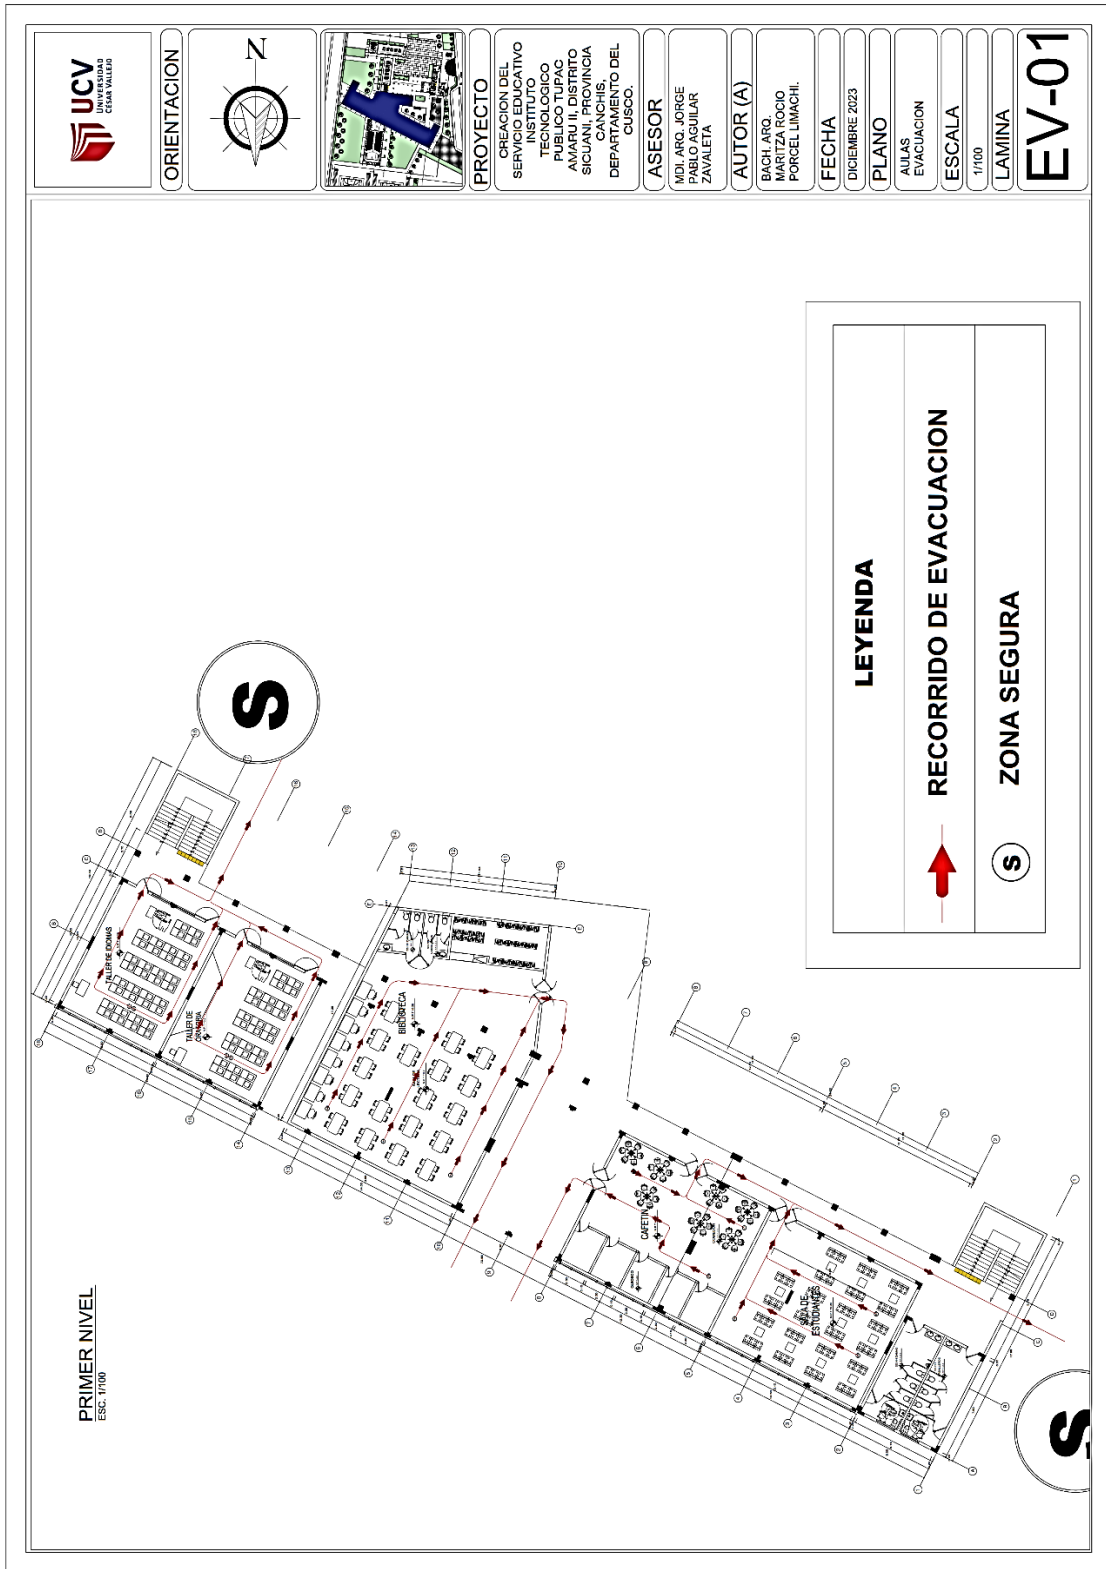 UCV
UNIVERSIDAD
CÉSAR VALLEJO
ORIENTACION
N
PROYECTO
CREACION DEL
SERVICIO EDUCATIVO
INSTITUTO
TECNOLOGICO
PUBLICO TUPAC
AMARU II, DISTRITO
SICUANI, PROVINCIA
CANCHIS,
DEPARTAMENTO DEL
CUSCO.
ASESOR
MDI. ARQ. JORGE
PABLO AGUILAR
ZAVALETA
AUTOR (A)
BACH. ARQ.
MARITZA ROCIO
PORCEL LIMACHI.
FECHA
DICIEMBRE 2023
PLANO
AULAS
EVACUACION
ESCALA
1/100
LAMINA
EV-01
LEYENDA
RECORRIDO DE EVACUACION
S ZONA SEGURA
S
TALLER DE IDIOMAS
TALLER DE
BIBLIOTECA
CAFETIN
SALA DE
ESTUDIANTES
S
PRIMER NIVEL
ESC. 1/100